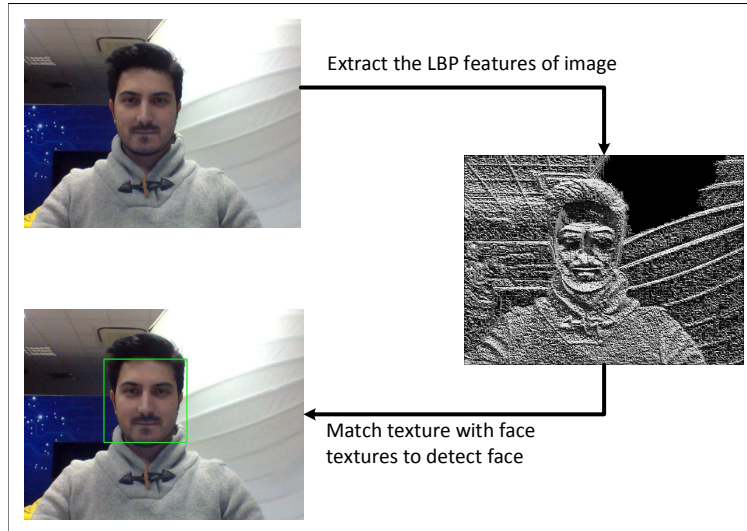 Extract the LBP features of image
Match texture with face
textures to detect face